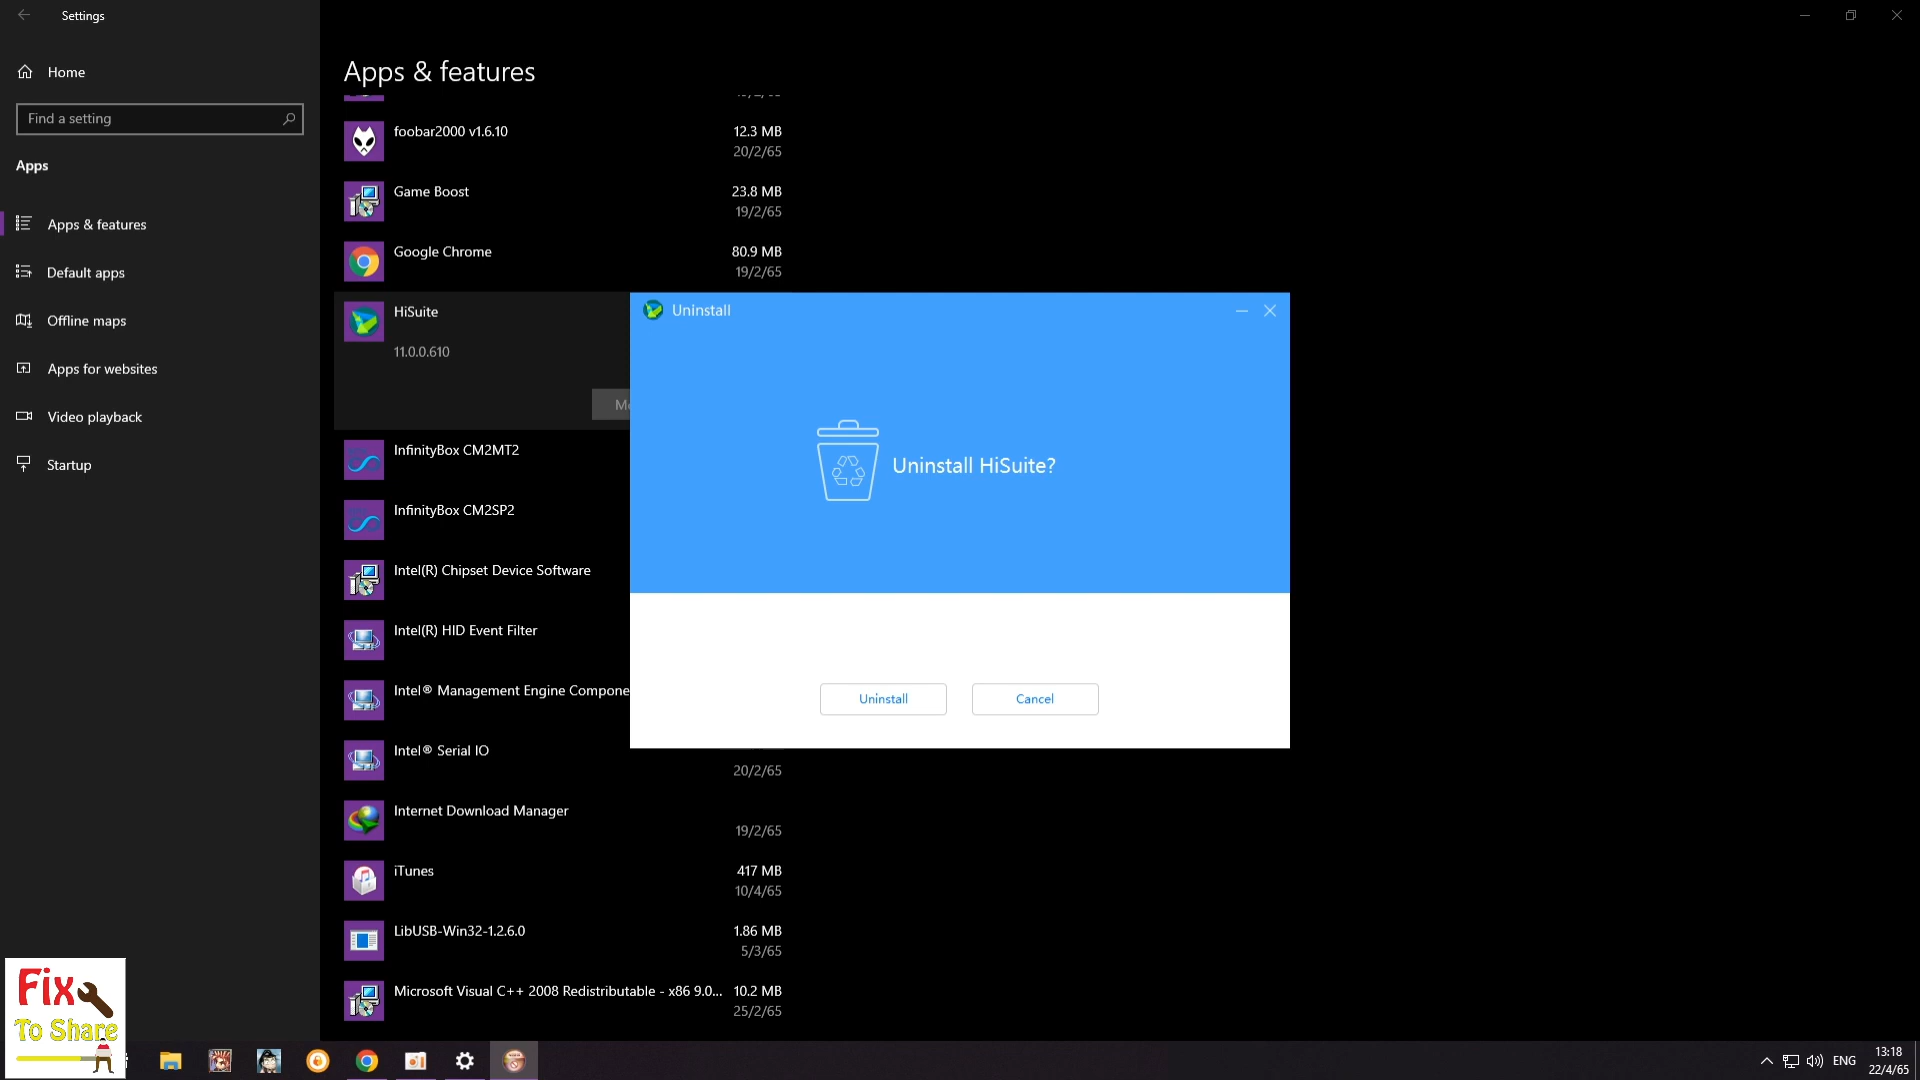 Settings
Home
Find a setting
Apps
Apps & features
Default apps
Offline maps
Apps for websites
Video playback
Startup
Apps & features
foobar2000 v1.6.10
12.3 MB
20/2/65
Game Boost
23.8 MB
19/2/65
Google Chrome
80.9 MB
19/2/65
HiSuite
11.0.0.610
InfinityBox CM2MT2
InfinityBox CM2SP2
Intel(R) Chipset Device Software
Intel(R) HID Event Filter
Intel® Management Engine Compone
Intel® Serial IO
20/2/65
Internet Download Manager
19/2/65
iTunes
417 MB
10/4/65
LibUSB-Win32-1.2.6.0
1.86 MB
5/3/65
Microsoft Visual C++ 2008 Redistributable - x86 9.0...
10.2 MB
25/2/65
Uninstall
Uninstall HiSuite?
Uninstall
Cancel
Fix
To Share
ENG
13:18
22/4/65